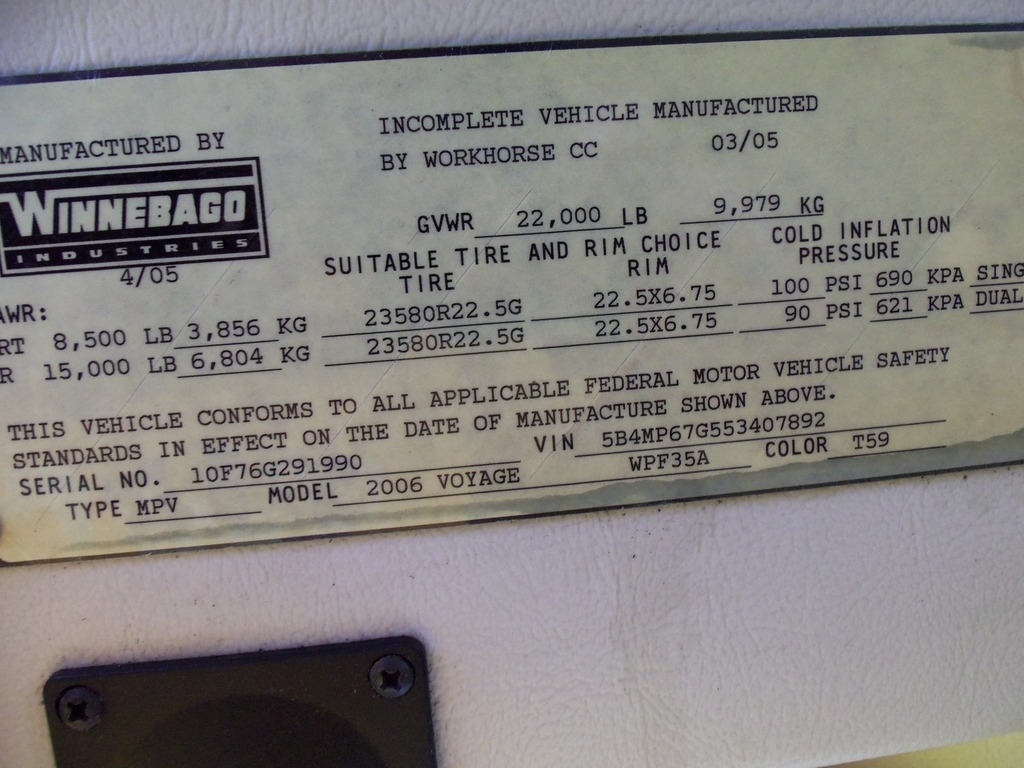 MANUFACTURED BY
INCOMPLETE VEHICLE MANUFACTURED
BY WORKHORSE CC 03/05
WINNEBAGO
INDUSTRIES
4/05
GVWR 22,000 LB 9,979 KG
SUITABLE TIRE AND RIM CHOICE
TIRE RIM
COLD INFLATION
PRESSURE
AWR:
RT 8,500 LB 3,856 KG 23580R22.5G 22.5X6.75 100 PSI 690 KPA SING
R 15,000 LB 6,804 KG 23580R22.5G 22.5X6.75 90 PSI 621 KPA DUAL
THIS VEHICLE CONFORMS TO ALL APPLICABLE FEDERAL MOTOR VEHICLE SAFETY
STANDARDS IN EFFECT ON THE DATE OF MANUFACTURE SHOWN ABOVE.
SERIAL NO. 10F76G291990 VIN 5B4MP67G553407892
TYPE MPV MODEL 2006 VOYAGE WPF35A COLOR T59